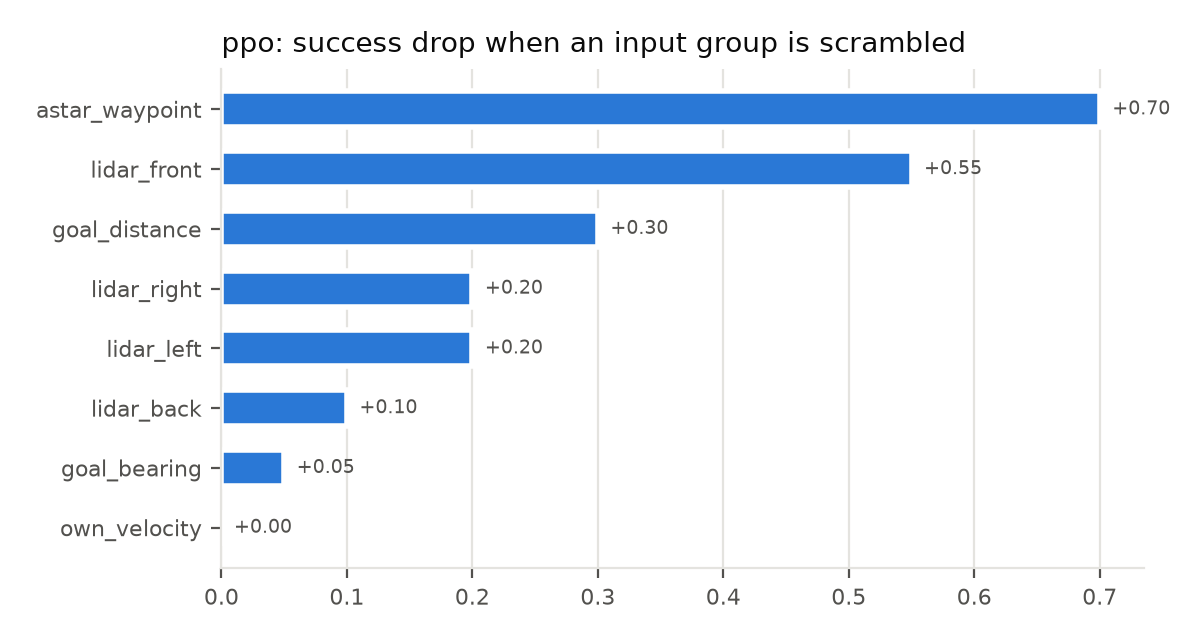 ppo: success drop when an input group is scrambled
astar_waypoint +0.70
lidar_front +0.55
goal_distance +0.30
lidar_right +0.20
lidar_left +0.20
lidar_back +0.10
goal_bearing +0.05
own_velocity +0.00
0.0 0.1 0.2 0.3 0.4 0.5 0.6 0.7